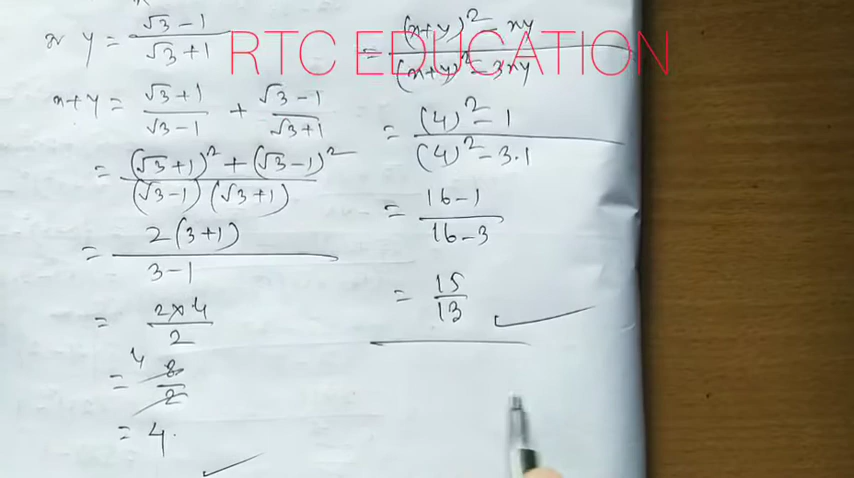 ∴ y = (√3 - 1)/(√3 + 1)
x+y = (√3+1)/(√3-1) + (√3-1)/(√3+1)
= ((√3+1)² + (√3-1)²)/((√3-1)(√3+1))
= 2(3+1)/(3-1)
= 2×4/2
= 8/2 4
= 4.
= ((x+y)² - xy)/((x+y)² - 3xy)
= ((4)² - 1)/((4)² - 3.1)
= (16-1)/(16-3)
= 15/13
RTC EDUCATION